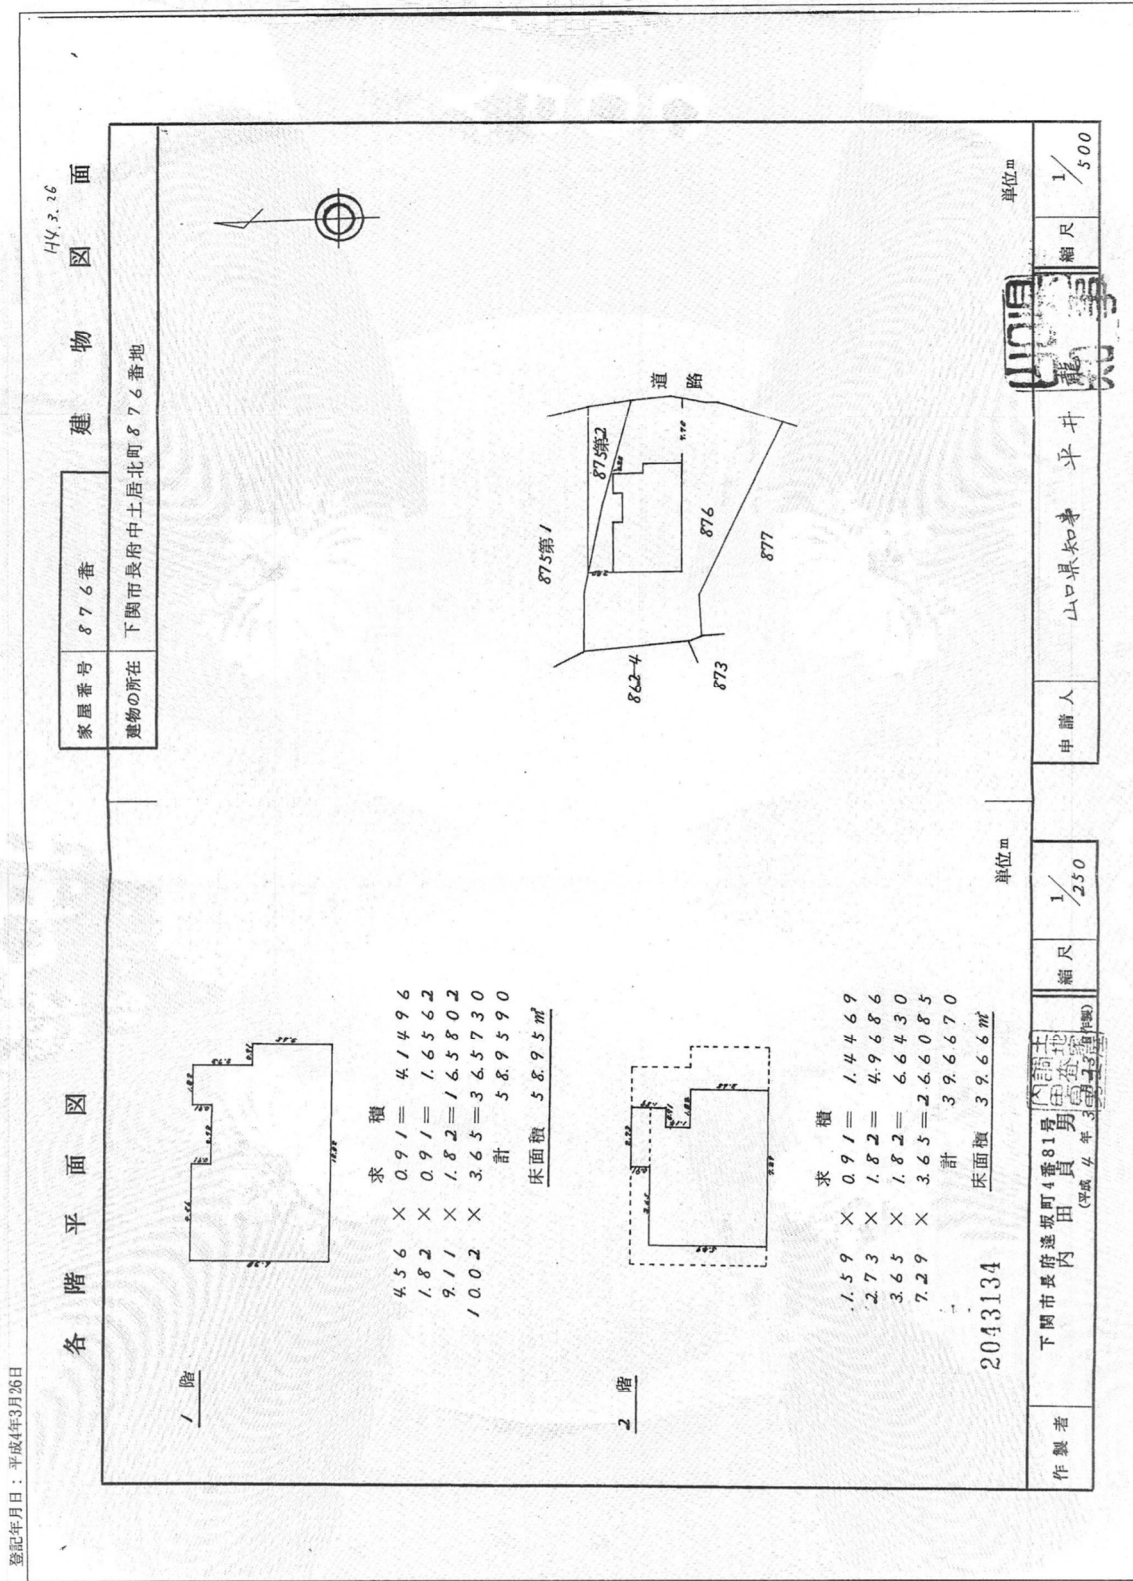 登記年月日：平成4年3月26日
各階平面図
H4.3.26
建物図面
家屋番号 876番
建物の所在 下関市長府中土居北町876番地
1階
求積
4.56 × 0.91 = 4.1496
1.82 × 0.91 = 1.6562
9.11 × 1.82 = 16.5802
10.02 × 3.65 = 36.5730
計 58.9590
床面積 58.95㎡
2階
求積
1.59 × 0.91 = 1.4469
2.73 × 1.82 = 4.9686
3.65 × 1.82 = 6.6430
7.29 × 3.65 = 26.6085
計 39.6670
床面積 39.66㎡
2043134
単位m
875第1
875第2
道路
876
877
862-4
873
単位m
作製者
下関市長府逢坂町4番81号
内田貞男
縮尺 1/250
申請人 山口県知事 平井 龍
縮尺 1/500